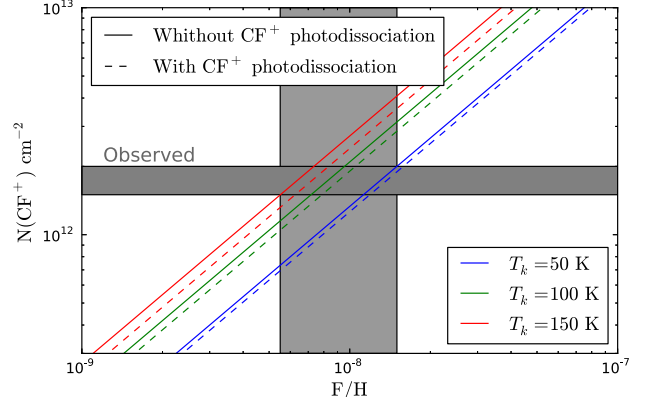 10^13
Whithout CF^+ photodissociation
With CF^+ photodissociation
Observed
N(CF^+) cm^−2
10^12
T_k = 50 K
T_k = 100 K
T_k = 150 K
10^-9
10^-8
10^-7
F/H